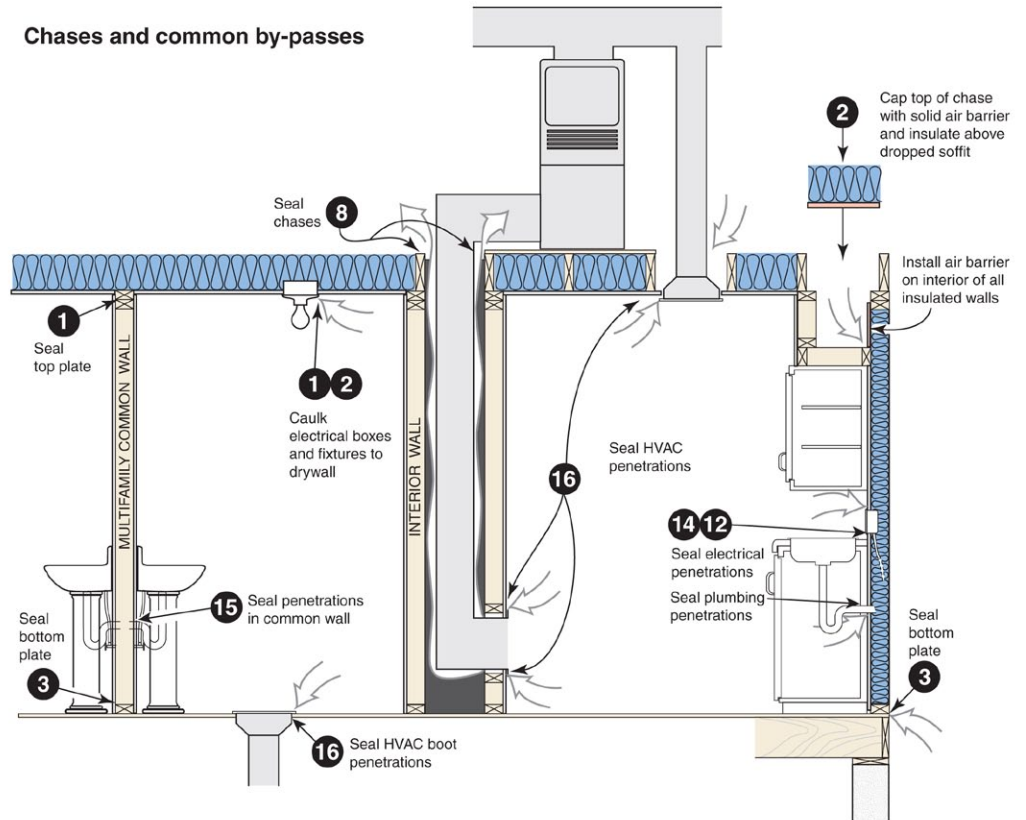 Chases and common by-passes
2
Cap top of chase
with solid air barrier
and insulate above
dropped soffit
Seal
chases
8
Install air barrier
on interior of all
insulated walls
1
Seal
top plate
MULTIFAMILY COMMON WALL
1 2
Caulk
electrical boxes
and fixtures to
drywall
INTERIOR WALL
Seal HVAC
penetrations
16
14 12
Seal electrical
penetrations
Seal plumbing
penetrations
15
Seal penetrations
in common wall
Seal
bottom
plate
3
Seal
bottom
plate
3
16
Seal HVAC boot
penetrations